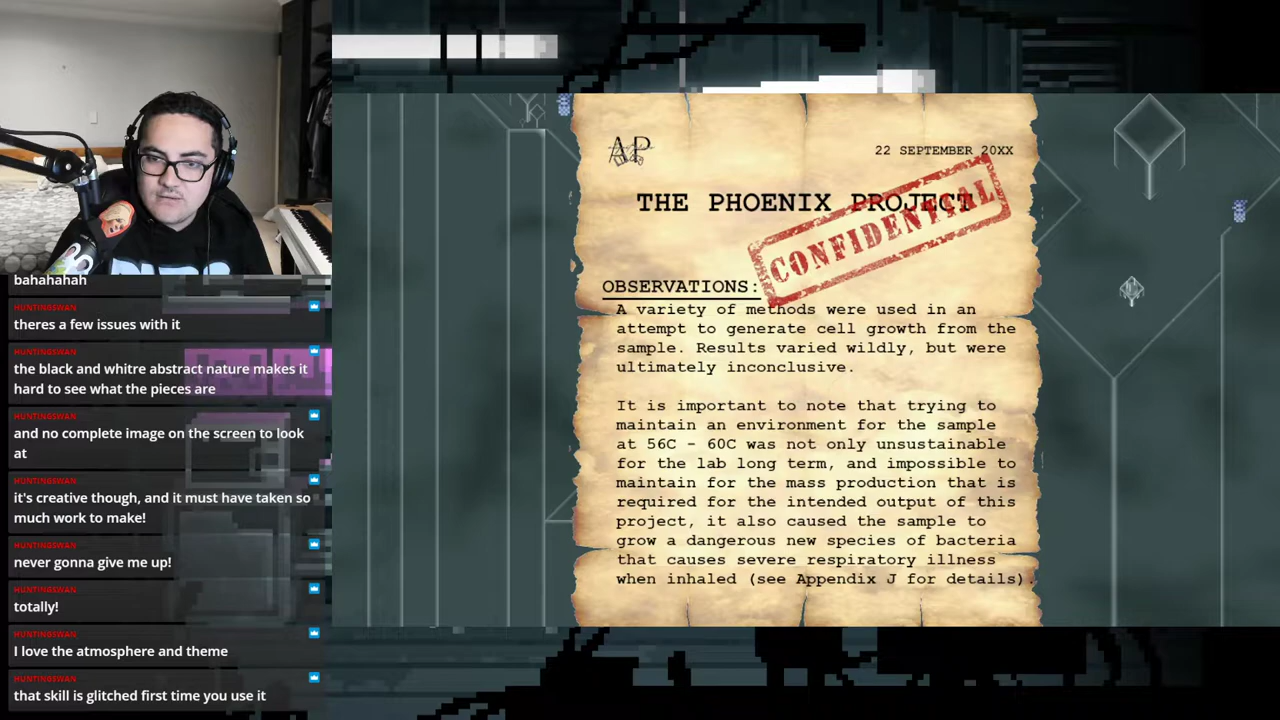 bahahahah
HUNTINGSWAN
theres a few issues with it
HUNTINGSWAN
the black and whitre abstract nature makes it
hard to see what the pieces are
HUNTINGSWAN
and no complete image on the screen to look
at
HUNTINGSWAN
it's creative though, and it must have taken so
much work to make!
HUNTINGSWAN
never gonna give me up!
HUNTINGSWAN
totally!
HUNTINGSWAN
I love the atmosphere and theme
HUNTINGSWAN
that skill is glitched first time you use it
AP
22 SEPTEMBER 20XX
THE PHOENIX PROJECT
CONFIDENTIAL
OBSERVATIONS:
A variety of methods were used in an
attempt to generate cell growth from the
sample. Results varied wildly, but were
ultimately inconclusive.
It is important to note that trying to
maintain an environment for the sample
at 56C - 60C was not only unsustainable
for the lab long term, and impossible to
maintain for the mass production that is
required for the intended output of this
project, it also caused the sample to
grow a dangerous new species of bacteria
that causes severe respiratory illness
when inhaled (see Appendix J for details).